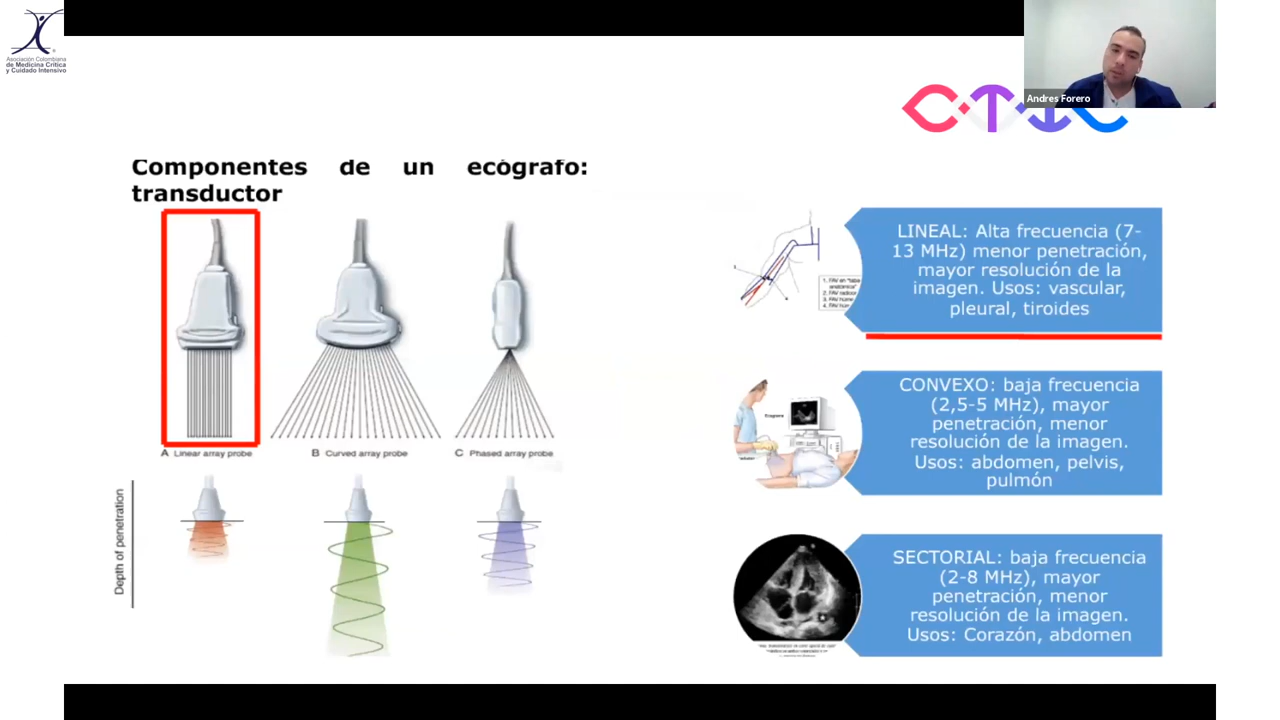 Asociación Colombiana
de Medicina Crítica
y Cuidado Intensivo
Andres Forero
CTIC
Componentes de un ecógrafo:
transductor
A Linear array probe
B Curved array probe
C Phased array probe
Depth of penetration
LINEAL: Alta frecuencia (7-
13 MHz) menor penetración,
mayor resolución de la
imagen. Usos: vascular,
pleural, tiroides
CONVEXO: baja frecuencia
(2,5-5 MHz), mayor
penetración, menor
resolución de la imagen.
Usos: abdomen, pelvis,
pulmón
SECTORIAL: baja frecuencia
(2-8 MHz), mayor
penetración, menor
resolución de la imagen.
Usos: Corazón, abdomen